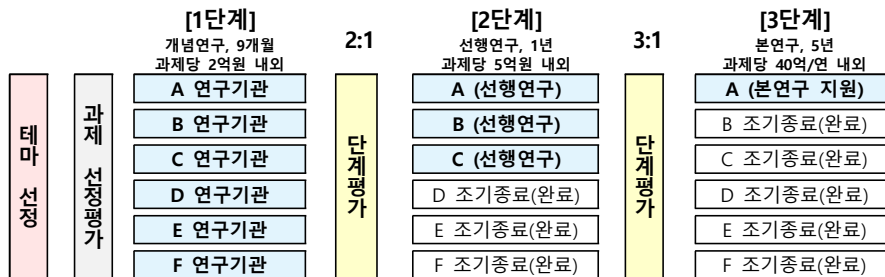 [1단계]
개념연구, 9개월
과제당 2억원 내외
2:1
[2단계]
선행연구, 1년
과제당 5억원 내외
3:1
[3단계]
본연구, 5년
과제당 40억/연 내외
테마 선정
과제 선정평가
A 연구기관
B 연구기관
C 연구기관
D 연구기관
E 연구기관
F 연구기관
단계평가
A (선행연구)
B (선행연구)
C (선행연구)
D 조기종료(완료)
E 조기종료(완료)
F 조기종료(완료)
단계평가
A (본연구 지원)
B 조기종료(완료)
C 조기종료(완료)
D 조기종료(완료)
E 조기종료(완료)
F 조기종료(완료)